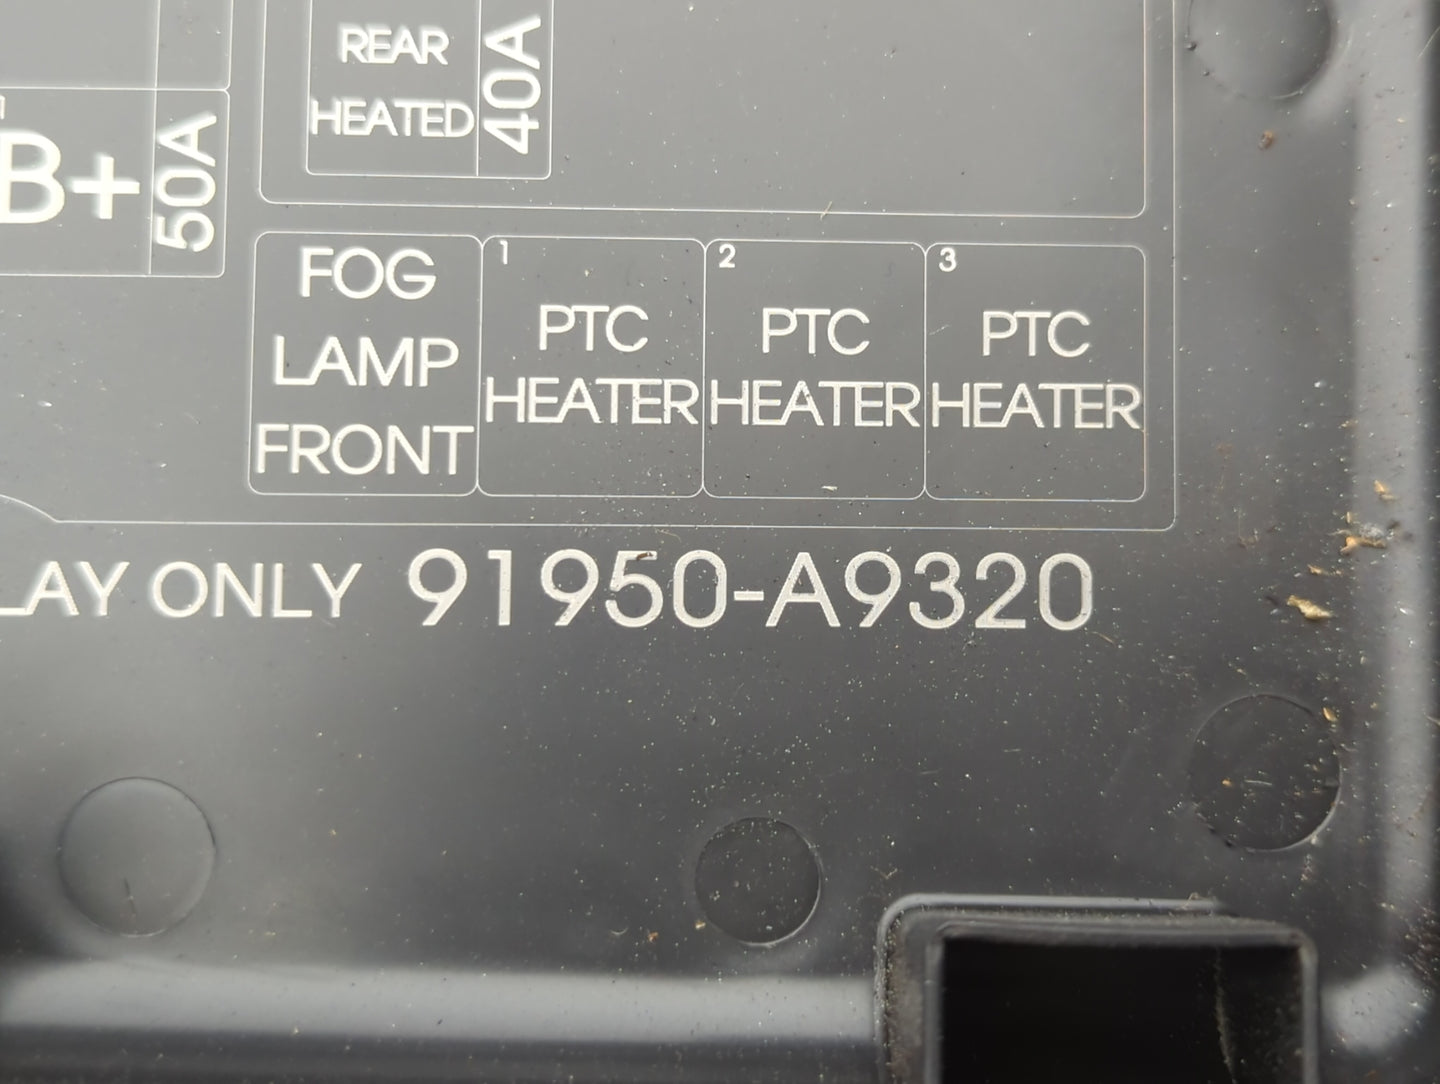 REAR
HEATED
40A
B+
50A
FOG
LAMP
FRONT
1
PTC
HEATER
2
PTC
HEATER
3
PTC
HEATER
LAY ONLY 91950-A9320